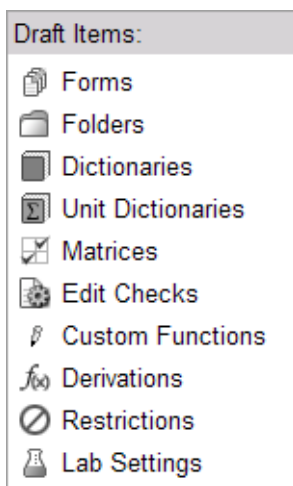 Draft Items:
Forms
Folders
Dictionaries
Σ Unit Dictionaries
Matrices
Edit Checks
Custom Functions
f(x) Derivations
Restrictions
Lab Settings